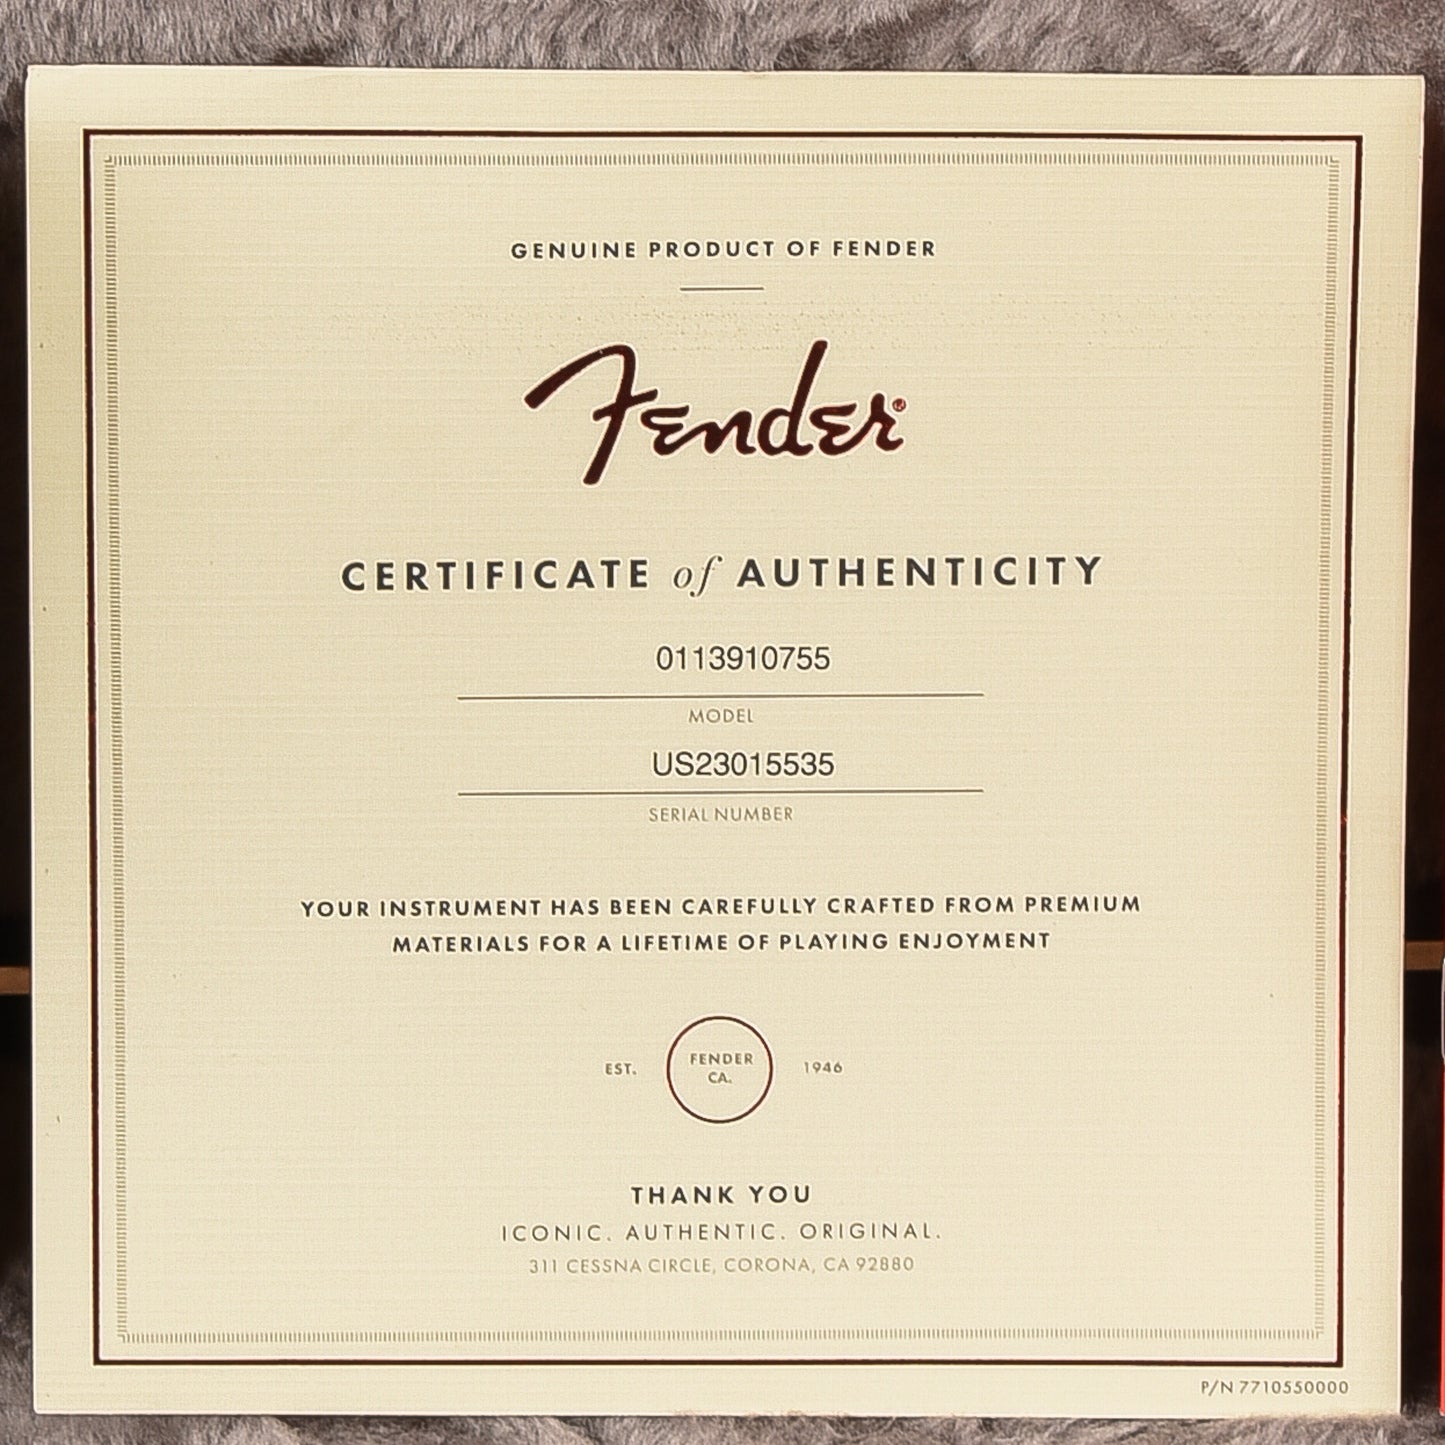 GENUINE PRODUCT OF FENDER
Fender®
CERTIFICATE of AUTHENTICITY
0113910755
MODEL
US23015535
SERIAL NUMBER
YOUR INSTRUMENT HAS BEEN CAREFULLY CRAFTED FROM PREMIUM
MATERIALS FOR A LIFETIME OF PLAYING ENJOYMENT
EST. FENDER CA. 1946
THANK YOU
ICONIC. AUTHENTIC. ORIGINAL.
311 CESSNA CIRCLE, CORONA, CA 92880
P/N 7710550000